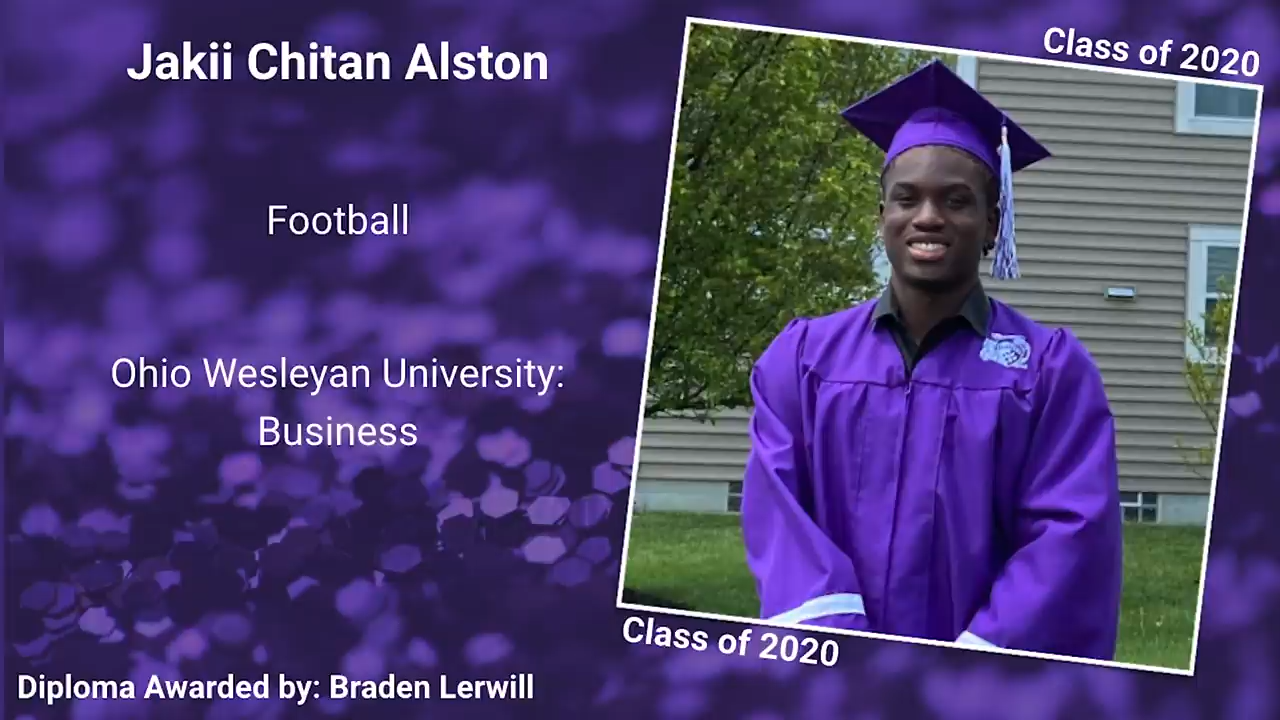 Jakii Chitan Alston
Football
Ohio Wesleyan University:
Business
Diploma Awarded by: Braden Lerwill
Class of 2020
Class of 2020